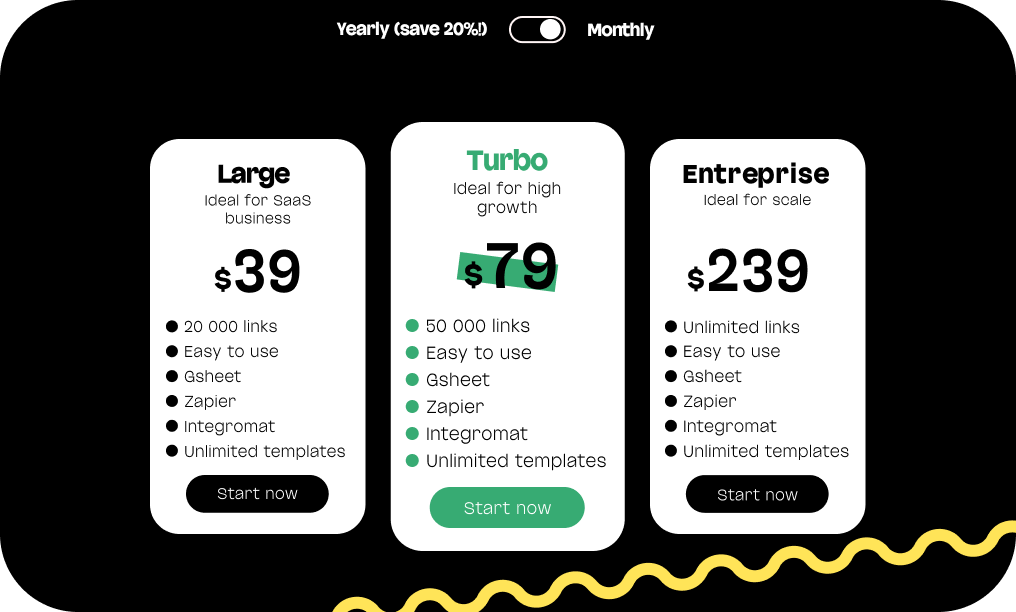 Yearly (save 20%!) Monthly
Large
Ideal for SaaS
business
$39
20 000 links
Easy to use
Gsheet
Zapier
Integromat
Unlimited templates
Start now
Turbo
Ideal for high
growth
$79
50 000 links
Easy to use
Gsheet
Zapier
Integromat
Unlimited templates
Start now
Entreprise
Ideal for scale
$239
Unlimited links
Easy to use
Gsheet
Zapier
Integromat
Unlimited templates
Start now